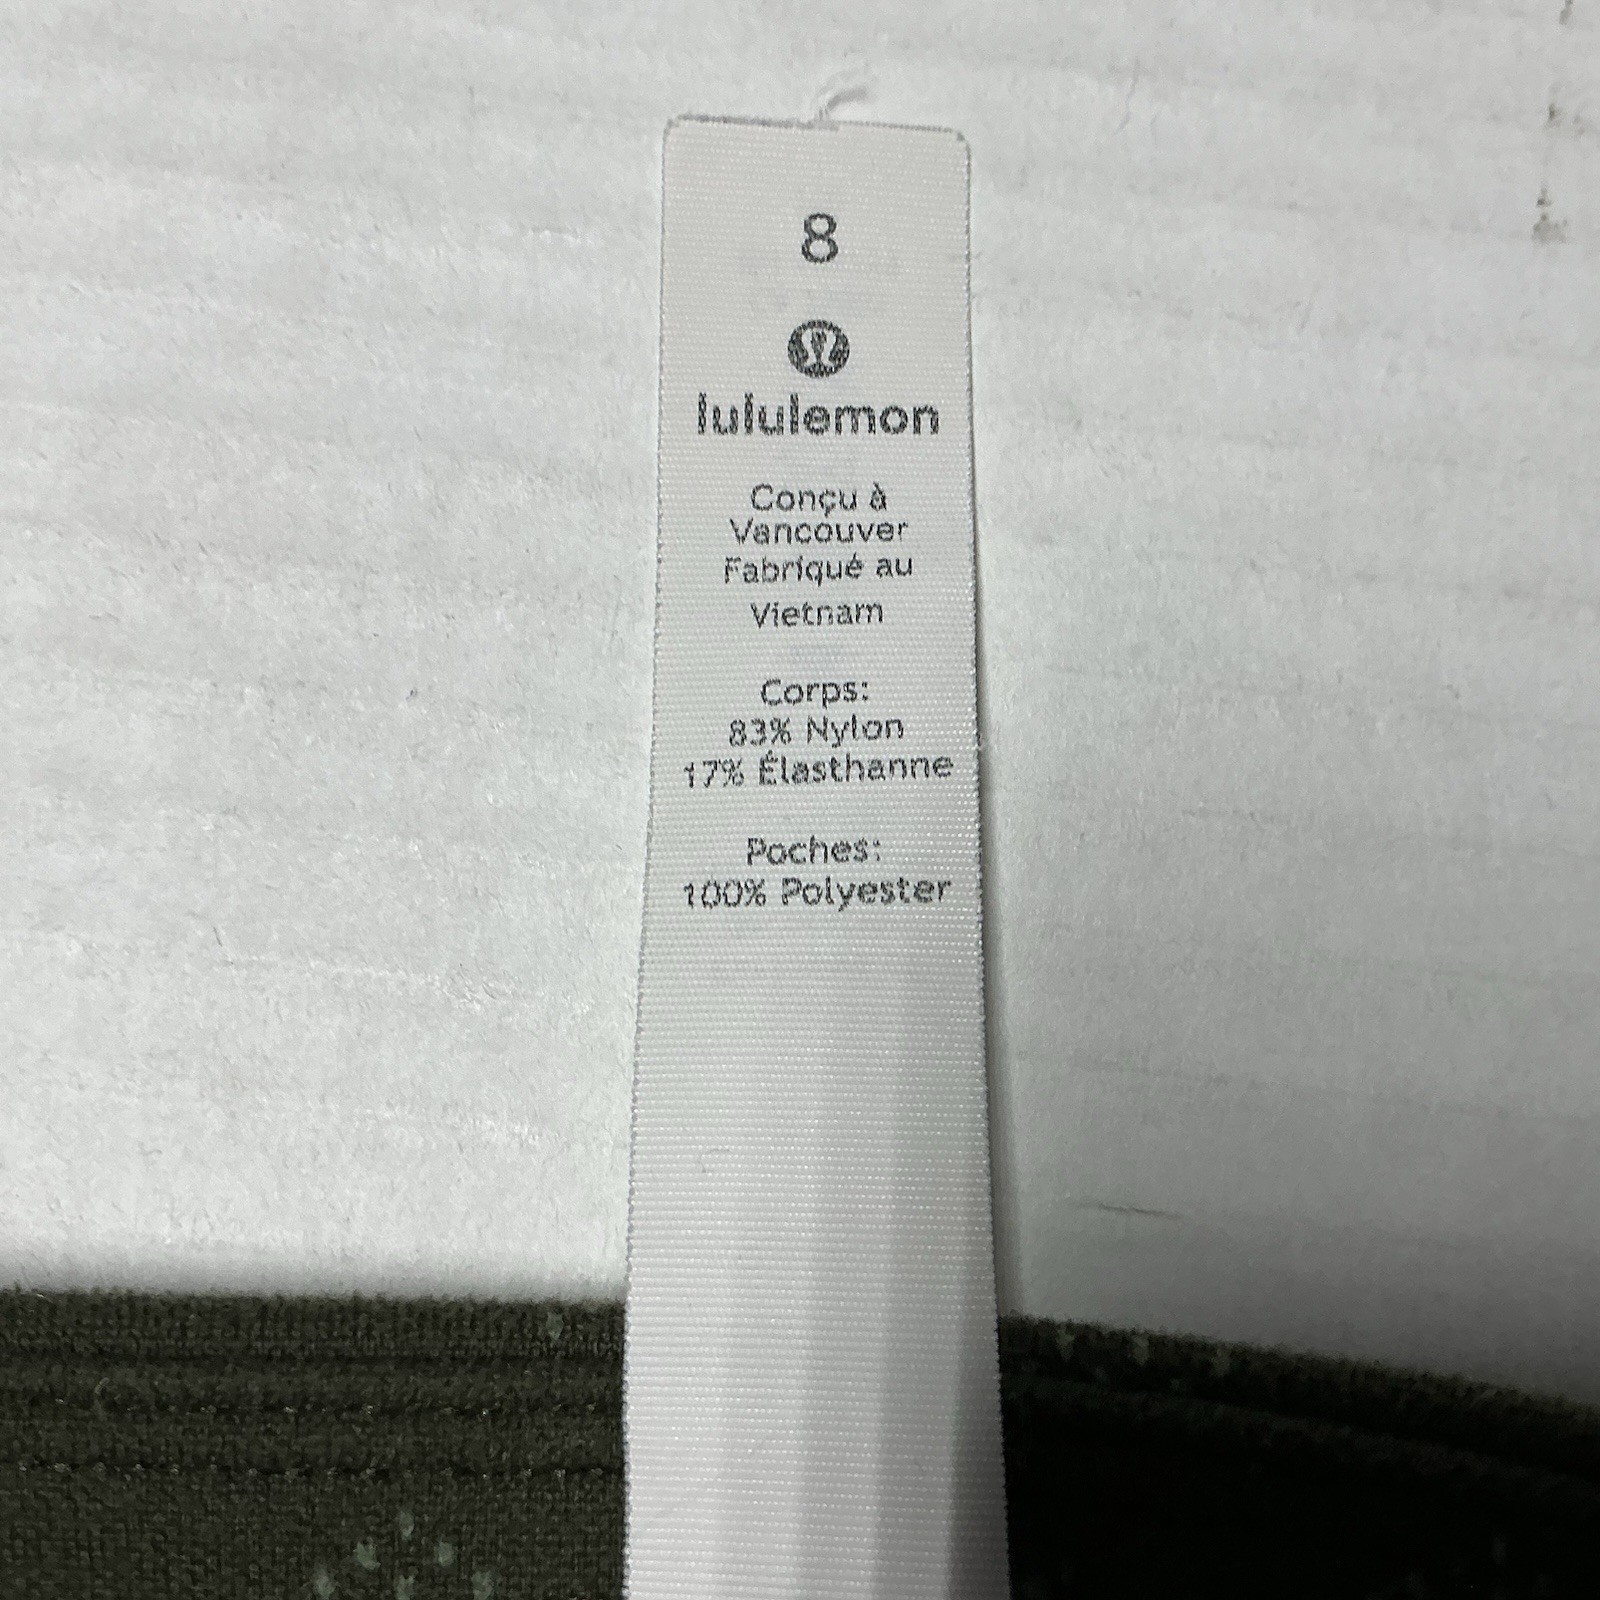 8
lululemon
Conçu à
Vancouver
Fabriqué au
Vietnam
Corps:
83% Nylon
17% Élasthanne
Poches:
100% Polyester